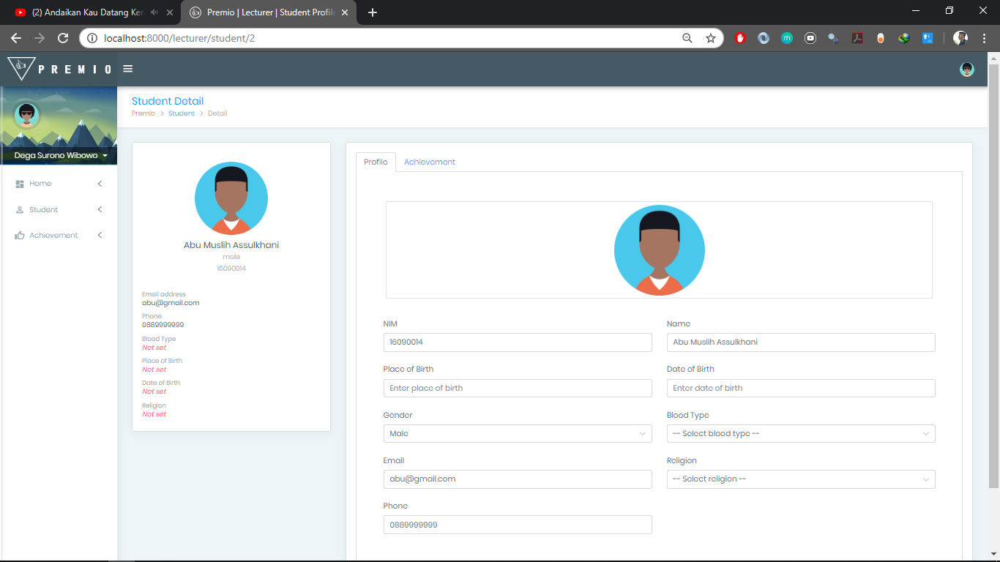 (2) Andaikan Kau Datang Ken
Premio | Lecturer | Student Profile
localhost:8000/lecturer/student/2
PREMIO
Student Detail
Premio > Student > Detail
Dega Surono Wibowo
Home
Student
Achievement
Abu Muslih Assulkhani
male
16090014
Email address
abu@gmail.com
Phone
0889999999
Blood Type
Not set
Place of Birth
Not set
Date of Birth
Not set
Religion
Not set
Profile
Achievement
NIM
16090014
Name
Abu Muslih Assulkhani
Place of Birth
Enter place of birth
Date of Birth
Enter date of birth
Gender
Male
Blood Type
-- Select blood type --
Email
abu@gmail.com
Religion
-- Select religion --
Phone
0889999999